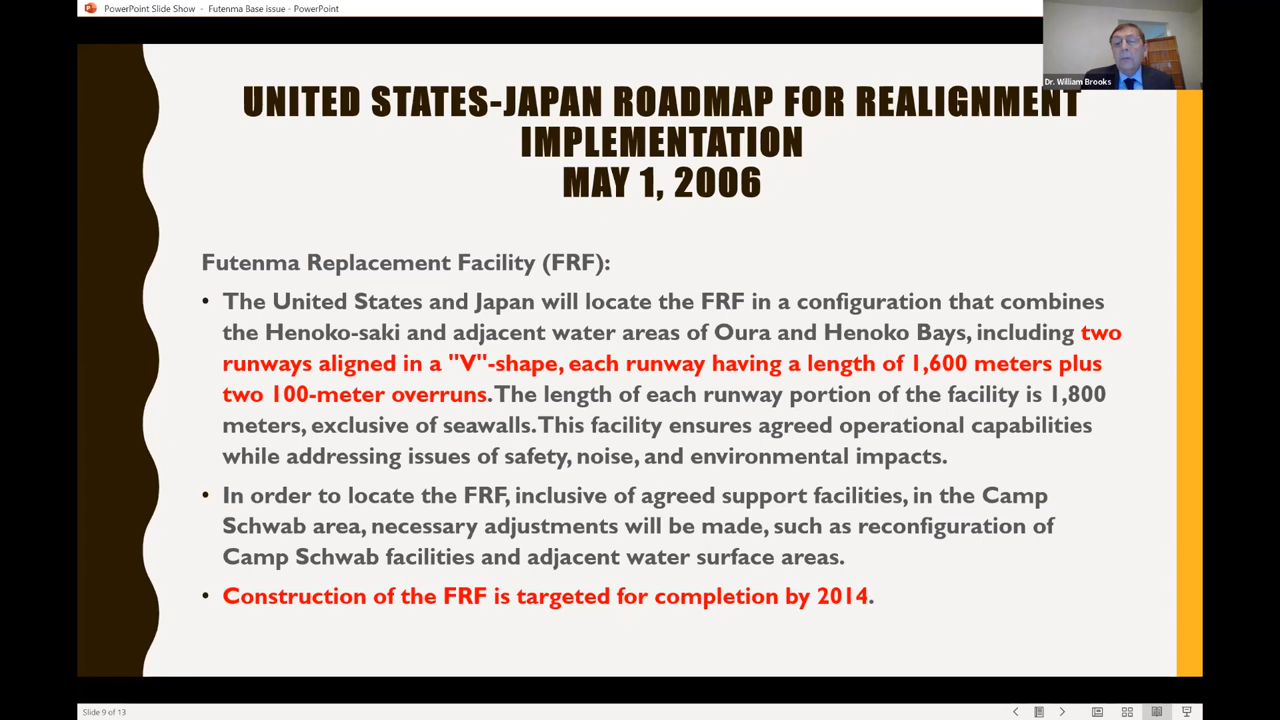 PowerPoint Slide Show - Futenma Base issue - PowerPoint
Dr. William Brooks
UNITED STATES-JAPAN ROADMAP FOR REALIGNMENT
IMPLEMENTATION
MAY 1, 2006
Futenma Replacement Facility (FRF):
• The United States and Japan will locate the FRF in a configuration that combines
the Henoko-saki and adjacent water areas of Oura and Henoko Bays, including two
runways aligned in a "V"-shape, each runway having a length of 1,600 meters plus
two 100-meter overruns. The length of each runway portion of the facility is 1,800
meters, exclusive of seawalls. This facility ensures agreed operational capabilities
while addressing issues of safety, noise, and environmental impacts.
• In order to locate the FRF, inclusive of agreed support facilities, in the Camp
Schwab area, necessary adjustments will be made, such as reconfiguration of
Camp Schwab facilities and adjacent water surface areas.
• Construction of the FRF is targeted for completion by 2014.
Slide 9 of 13